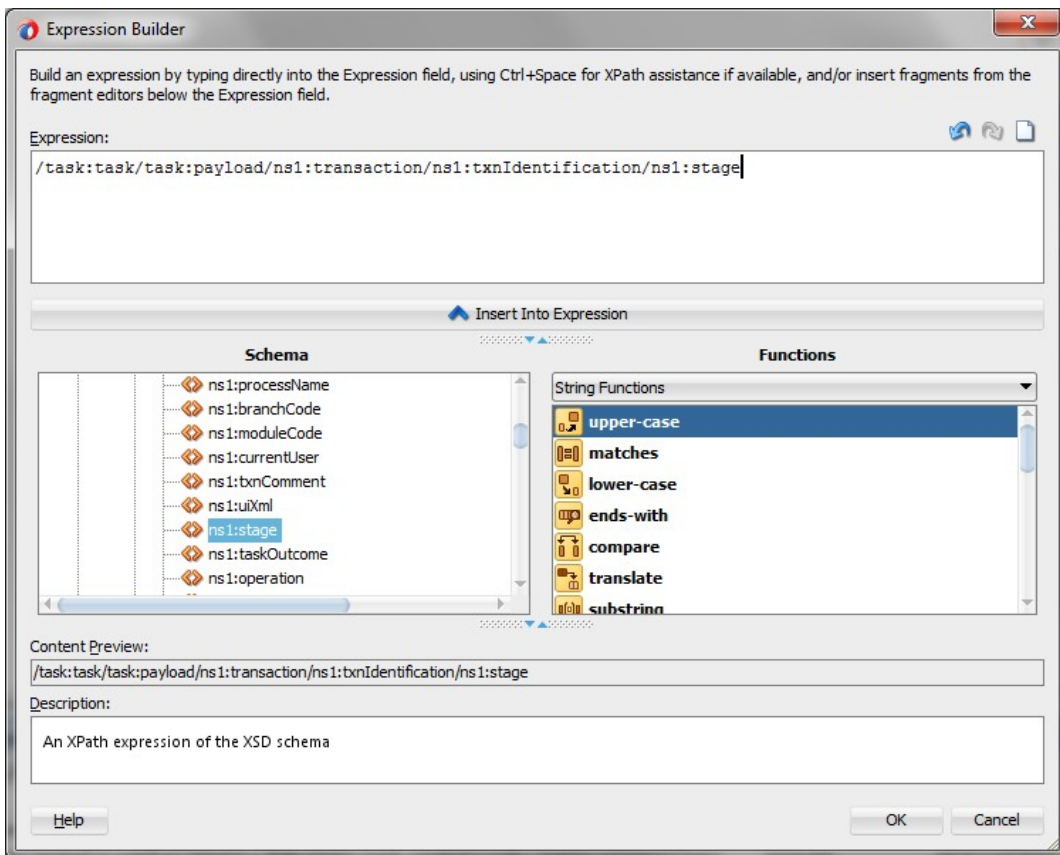 Expression Builder
Build an expression by typing directly into the Expression field, using Ctrl+Space for XPath assistance if available, and/or insert fragments from the
fragment editors below the Expression field.
Expression:
/task:task/task:payload/ns1:transaction/ns1:txnIdentification/ns1:stage
Insert Into Expression
Schema
ns1:processName
ns1:branchCode
ns1:moduleCode
ns1:currentUser
ns1:txnComment
ns1:uiXml
ns1:stage
ns1:taskOutcome
ns1:operation
Functions
String Functions
upper-case
matches
lower-case
ends-with
compare
translate
substring
Content Preview:
/task:task/task:payload/ns1:transaction/ns1:txnIdentification/ns1:stage
Description:
An XPath expression of the XSD schema
Help
OK
Cancel